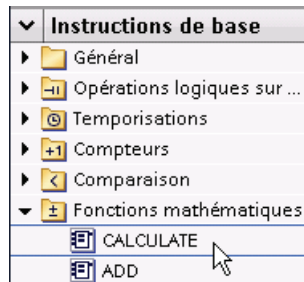 Instructions de base
Général
Opérations logiques sur ...
Temporisations
Compteurs
Comparaison
Fonctions mathématiques
CALCULATE
ADD